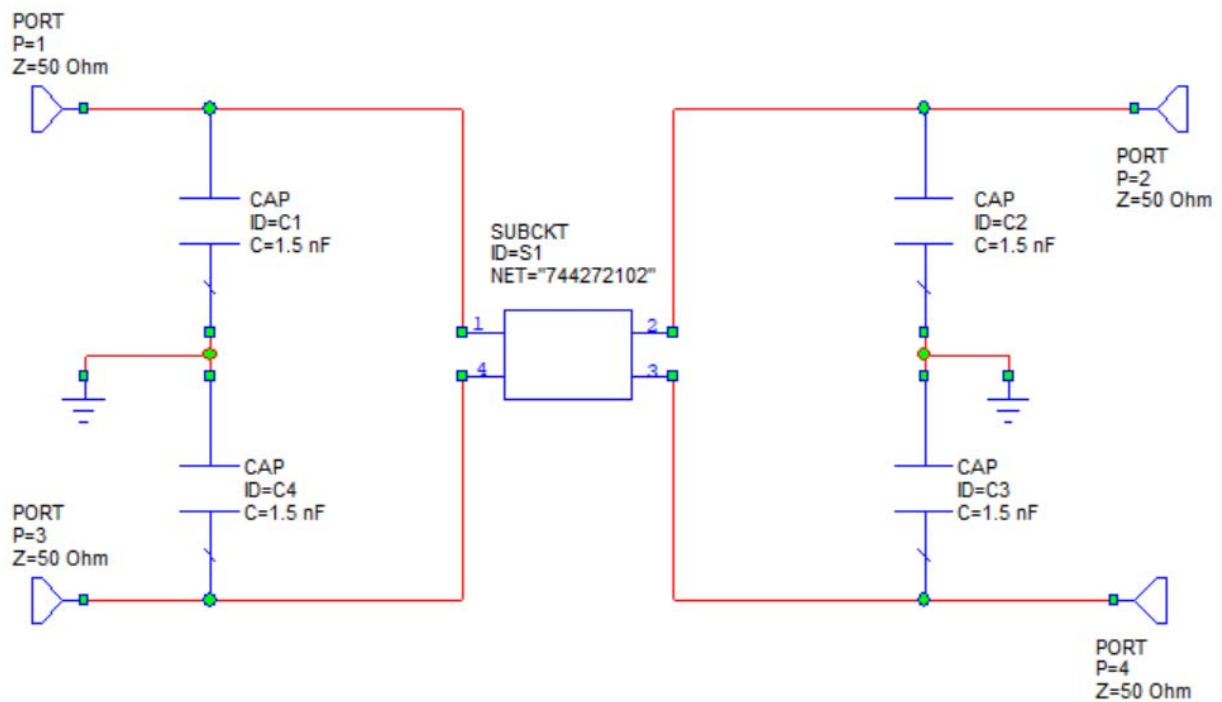 PORT
P=1
Z=50 Ohm
CAP
ID=C1
C=1.5 nF
SUBCKT
ID=S1
NET="744272102"
1
2
4
3
CAP
ID=C2
C=1.5 nF
PORT
P=2
Z=50 Ohm
CAP
ID=C4
C=1.5 nF
CAP
ID=C3
C=1.5 nF
PORT
P=3
Z=50 Ohm
PORT
P=4
Z=50 Ohm